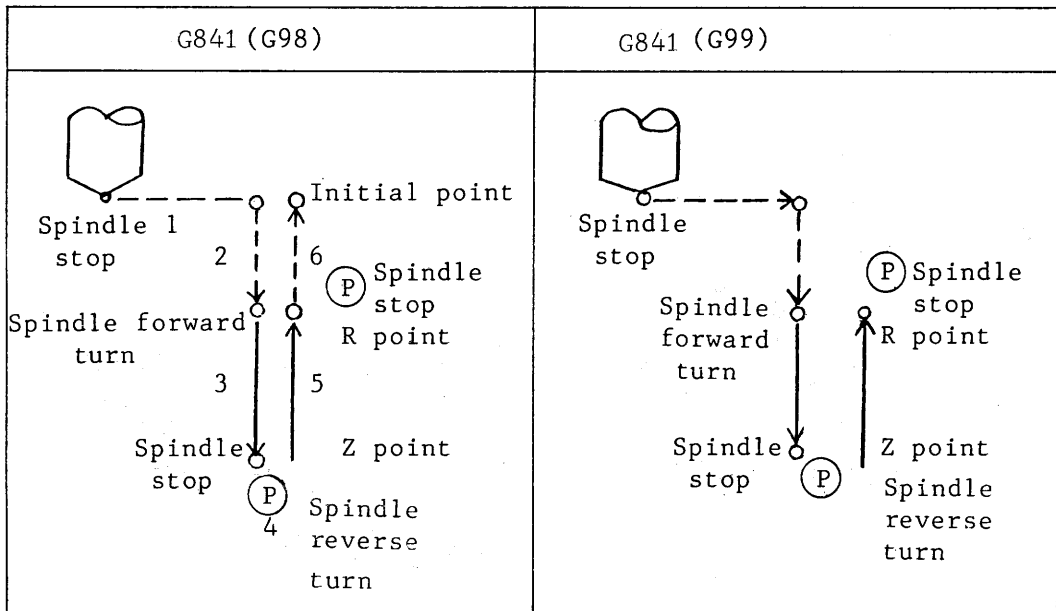 G841 (G98)
G841 (G99)
Initial point
Spindle 1
stop
2
6
P Spindle
stop
Spindle forward
turn
R point
3
5
Spindle
stop
Z point
P
4
Spindle
reverse
turn
Spindle
stop
P Spindle
stop
Spindle
forward
turn
R point
Spindle
stop
Z point
P
Spindle
reverse
turn